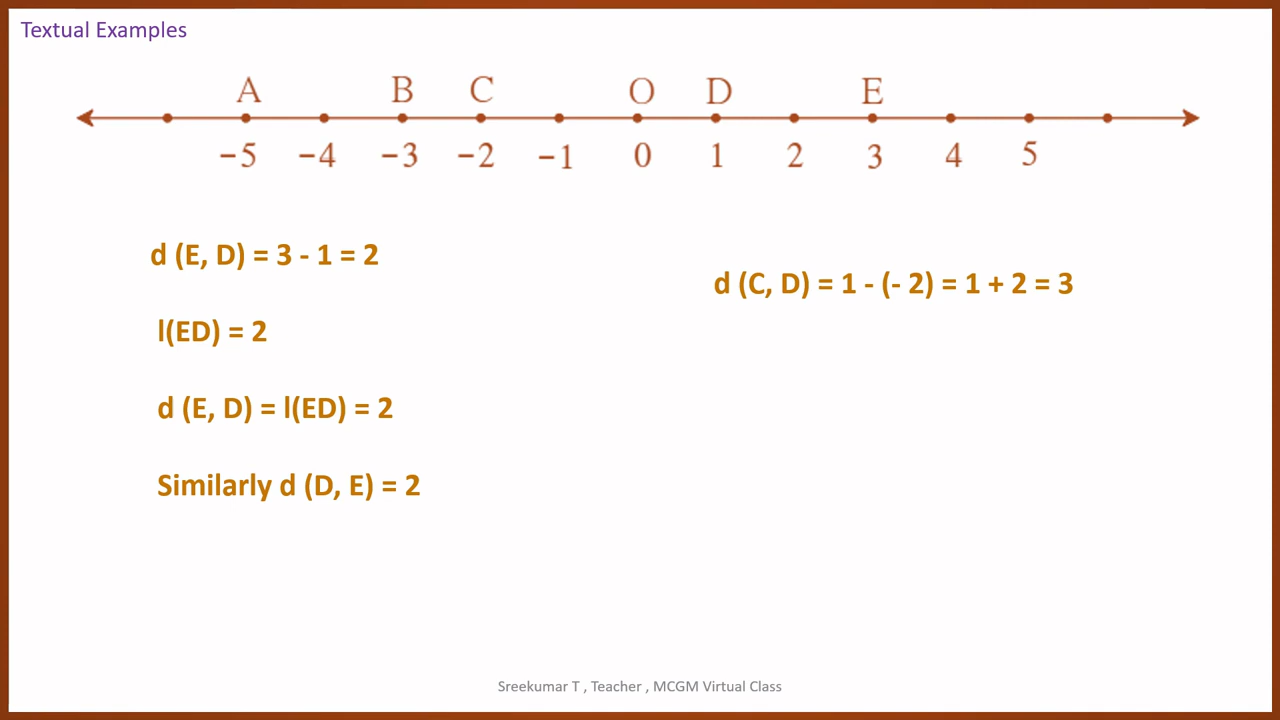 Textual Examples
A B C O D E
−5 −4 −3 −2 −1 0 1 2 3 4 5
d (E, D) = 3 - 1 = 2
d (C, D) = 1 - (- 2) = 1 + 2 = 3
l(ED) = 2
d (E, D) = l(ED) = 2
Similarly d (D, E) = 2
Sreekumar T , Teacher , MCGM Virtual Class